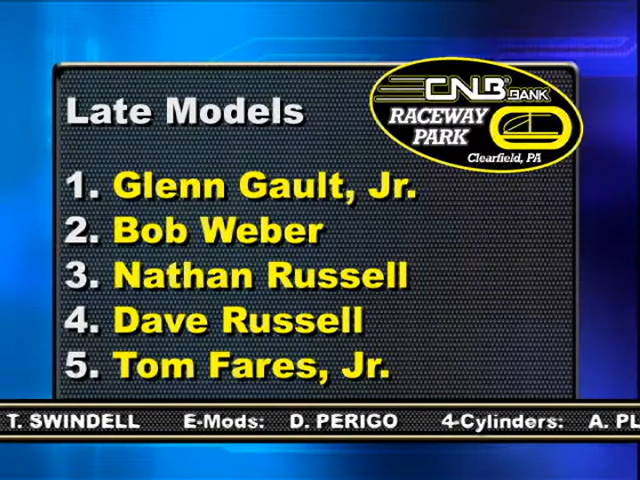 Late Models
CNB BANK
RACEWAY
PARK
Clearfield, PA
1. Glenn Gault, Jr.
2. Bob Weber
3. Nathan Russell
4. Dave Russell
5. Tom Fares, Jr.
T. SWINDELL E-Mods: D. PERIGO 4-Cylinders: A. PL